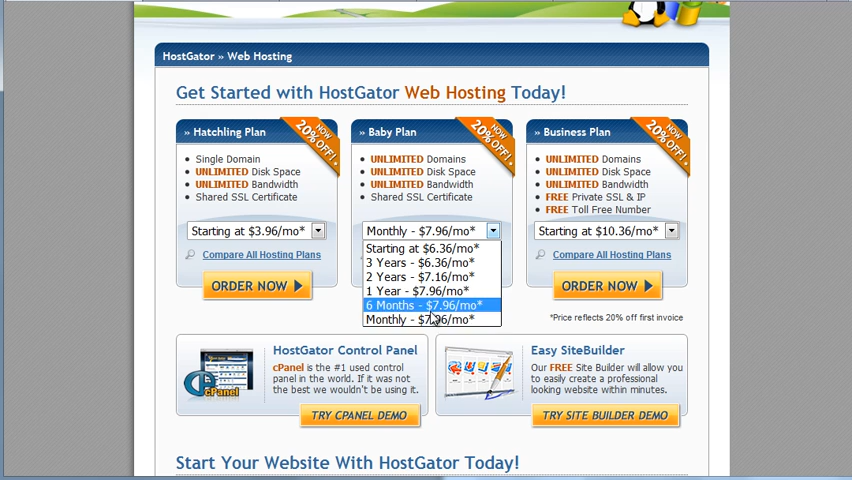 HostGator » Web Hosting
Get Started with HostGator Web Hosting Today!
» Hatchling Plan
NOW
20% OFF!
Single Domain
UNLIMITED Disk Space
UNLIMITED Bandwidth
Shared SSL Certificate
Starting at $3.96/mo*
Compare All Hosting Plans
ORDER NOW
» Baby Plan
NOW
20% OFF!
UNLIMITED Domains
UNLIMITED Disk Space
UNLIMITED Bandwidth
Shared SSL Certificate
Monthly - $7.96/mo*
Starting at $6.36/mo*
3 Years - $6.36/mo*
2 Years - $7.16/mo*
1 Year - $7.96/mo*
6 Months - $7.96/mo*
Monthly - $7.96/mo*
» Business Plan
NOW
20% OFF!
UNLIMITED Domains
UNLIMITED Disk Space
UNLIMITED Bandwidth
FREE Private SSL & IP
FREE Toll Free Number
Starting at $10.36/mo*
Compare All Hosting Plans
ORDER NOW
*Price reflects 20% off first invoice
HostGator Control Panel
cPanel is the #1 used control
panel in the world. If it was not
the best we wouldn't be using it.
cPanel
TRY CPANEL DEMO
Easy SiteBuilder
Our FREE Site Builder will allow you
to easily create a professional
looking website within minutes.
TRY SITE BUILDER DEMO
Start Your Website With HostGator Today!